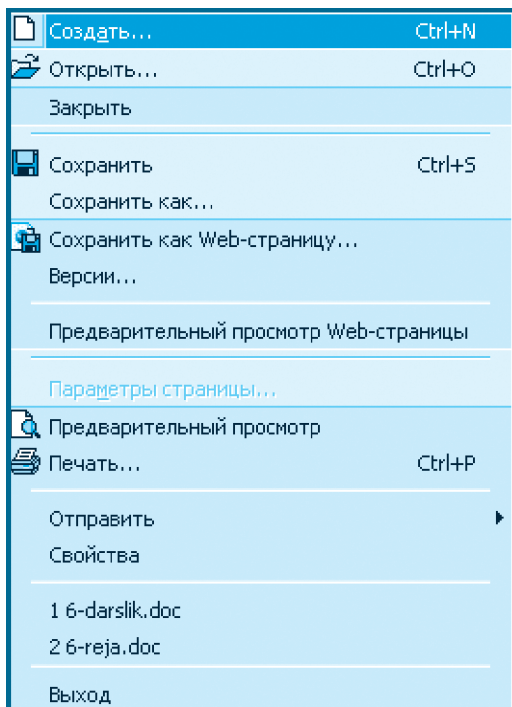 Создать... Ctrl+N
Открыть... Ctrl+O
Закрыть
Сохранить Ctrl+S
Сохранить как...
Сохранить как Web-страницу...
Версии...
Предварительный просмотр Web-страницы
Параметры страницы...
Предварительный просмотр
Печать... Ctrl+P
Отправить
Свойства
1 6-darslik.doc
2 6-reja.doc
Выход